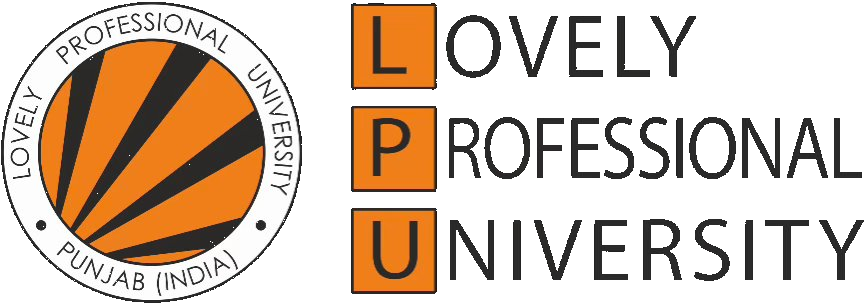 LOVELY PROFESSIONAL UNIVERSITY
PUNJAB (INDIA)
LOVELY
PROFESSIONAL
UNIVERSITY